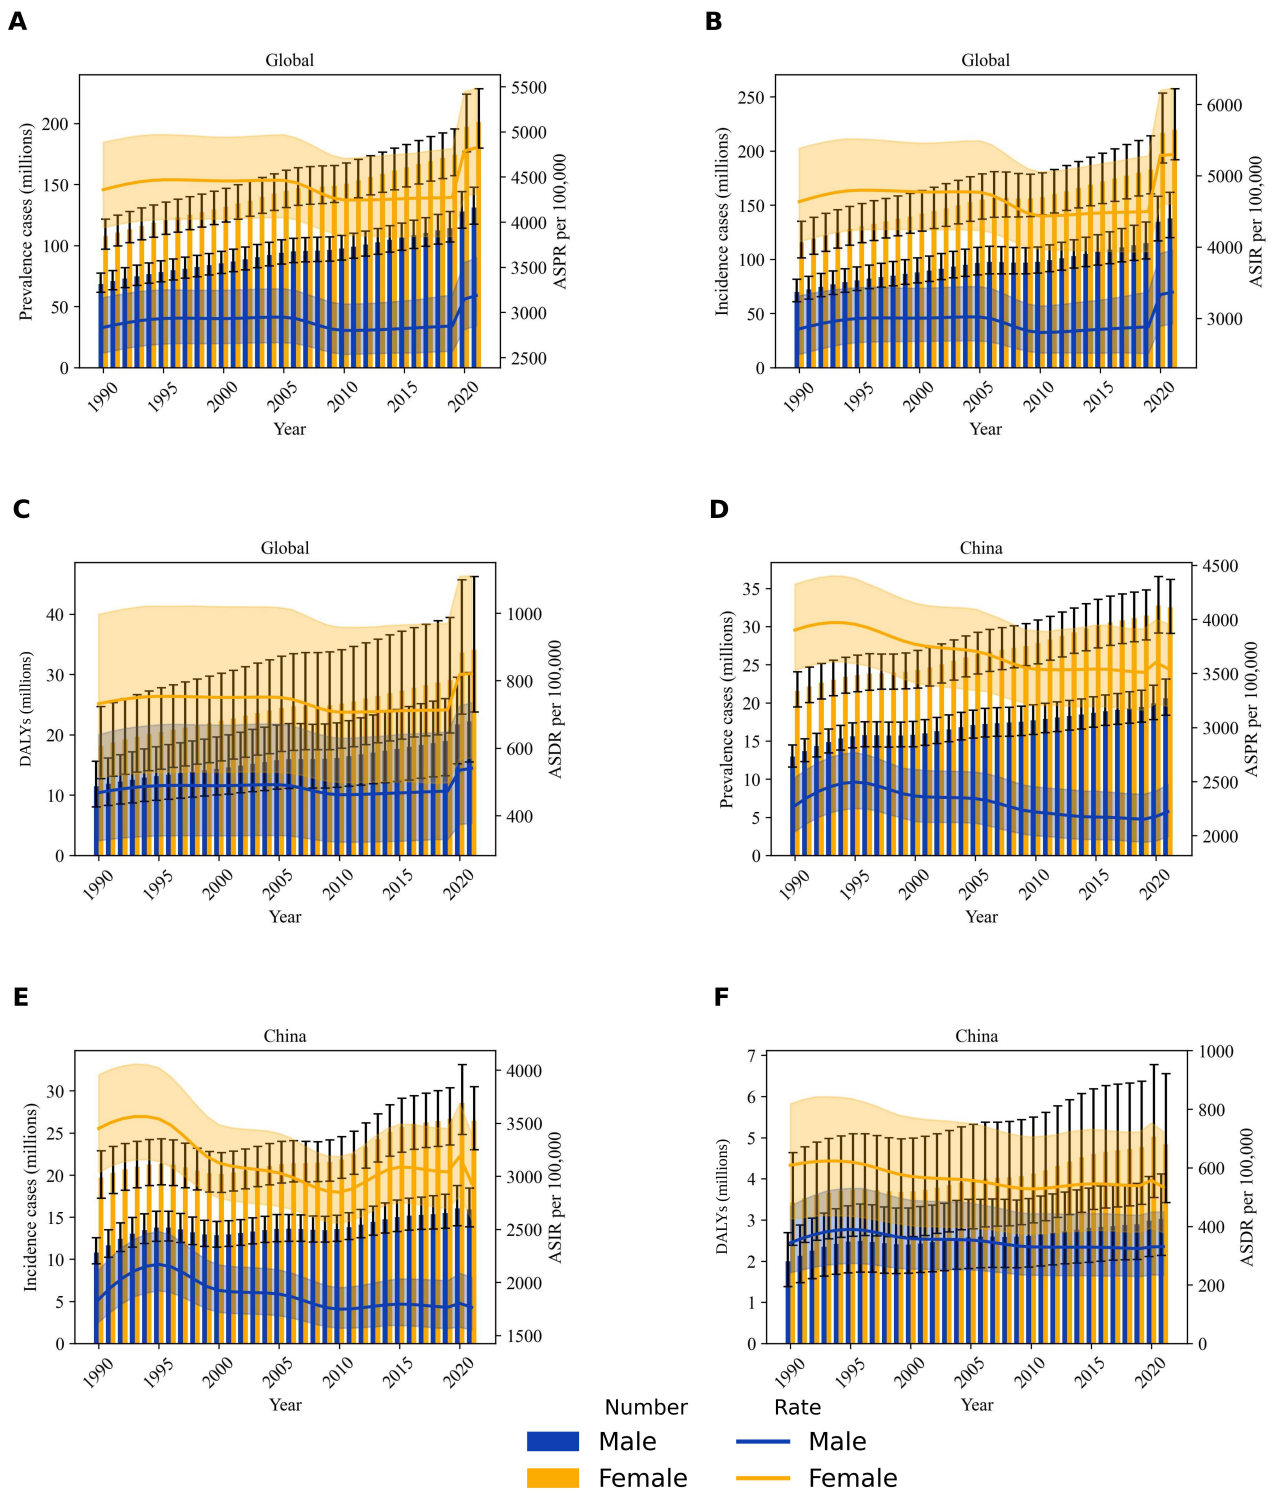 A
Global
Prevalence cases (millions)
200
150
100
50
0
5500
5000
4500
4000
3500
3000
2500
ASPR per 100,000
1990 1995 2000 2005 2010 2015 2020
Year
B
Global
Incidence cases (millions)
250
200
150
100
50
0
6000
5000
4000
3000
ASIR per 100,000
1990 1995 2000 2005 2010 2015 2020
Year
C
Global
DALYs (millions)
40
30
20
10
0
1000
800
600
400
ASDR per 100,000
1990 1995 2000 2005 2010 2015 2020
Year
D
China
Prevalence cases (millions)
35
30
25
20
15
10
5
0
4500
4000
3500
3000
2500
2000
ASPR per 100,000
1990 1995 2000 2005 2010 2015 2020
Year
E
China
Incidence cases (millions)
30
25
20
15
10
5
0
4000
3500
3000
2500
2000
1500
ASIR per 100,000
1990 1995 2000 2005 2010 2015 2020
Year
F
China
DALYs (millions)
7
6
5
4
3
2
1
0
1000
800
600
400
200
0
ASDR per 100,000
1990 1995 2000 2005 2010 2015 2020
Year
Number Rate
Male Male
Female Female